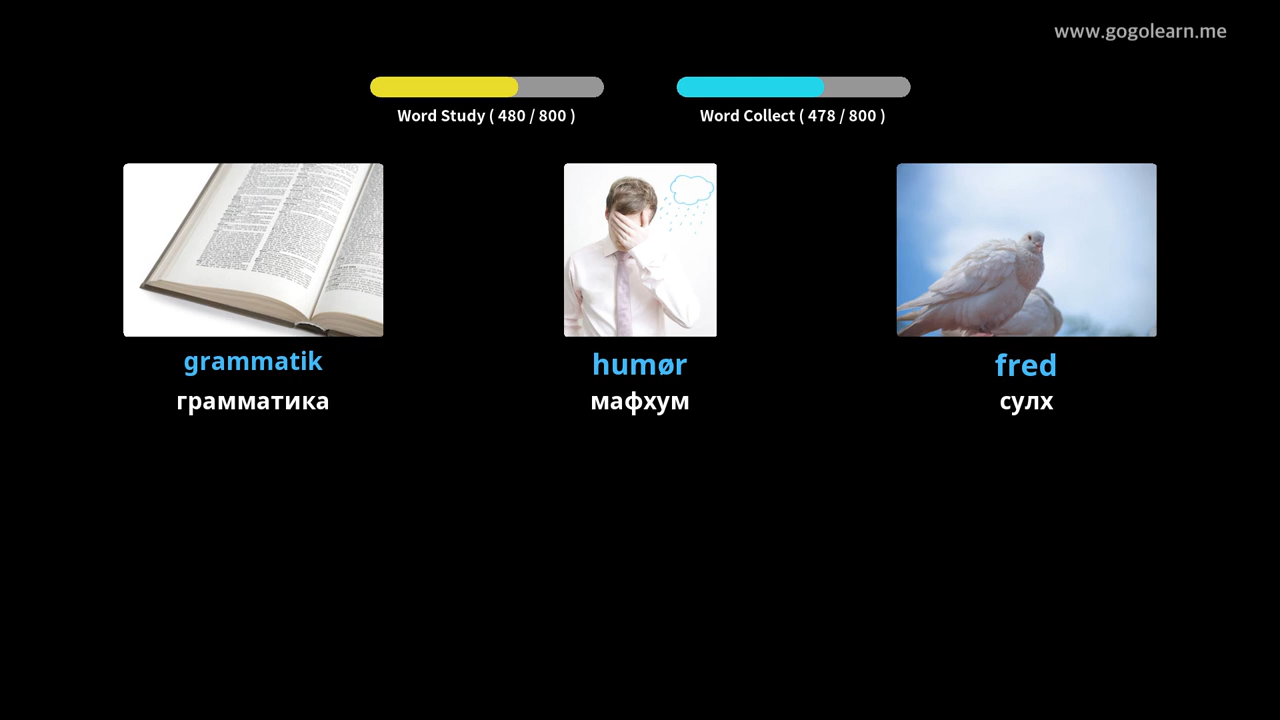 www.gogolearn.me
Word Study ( 480 / 800 )
Word Collect ( 478 / 800 )
grammatik
грамматика
humør
мафхум
fred
сулх